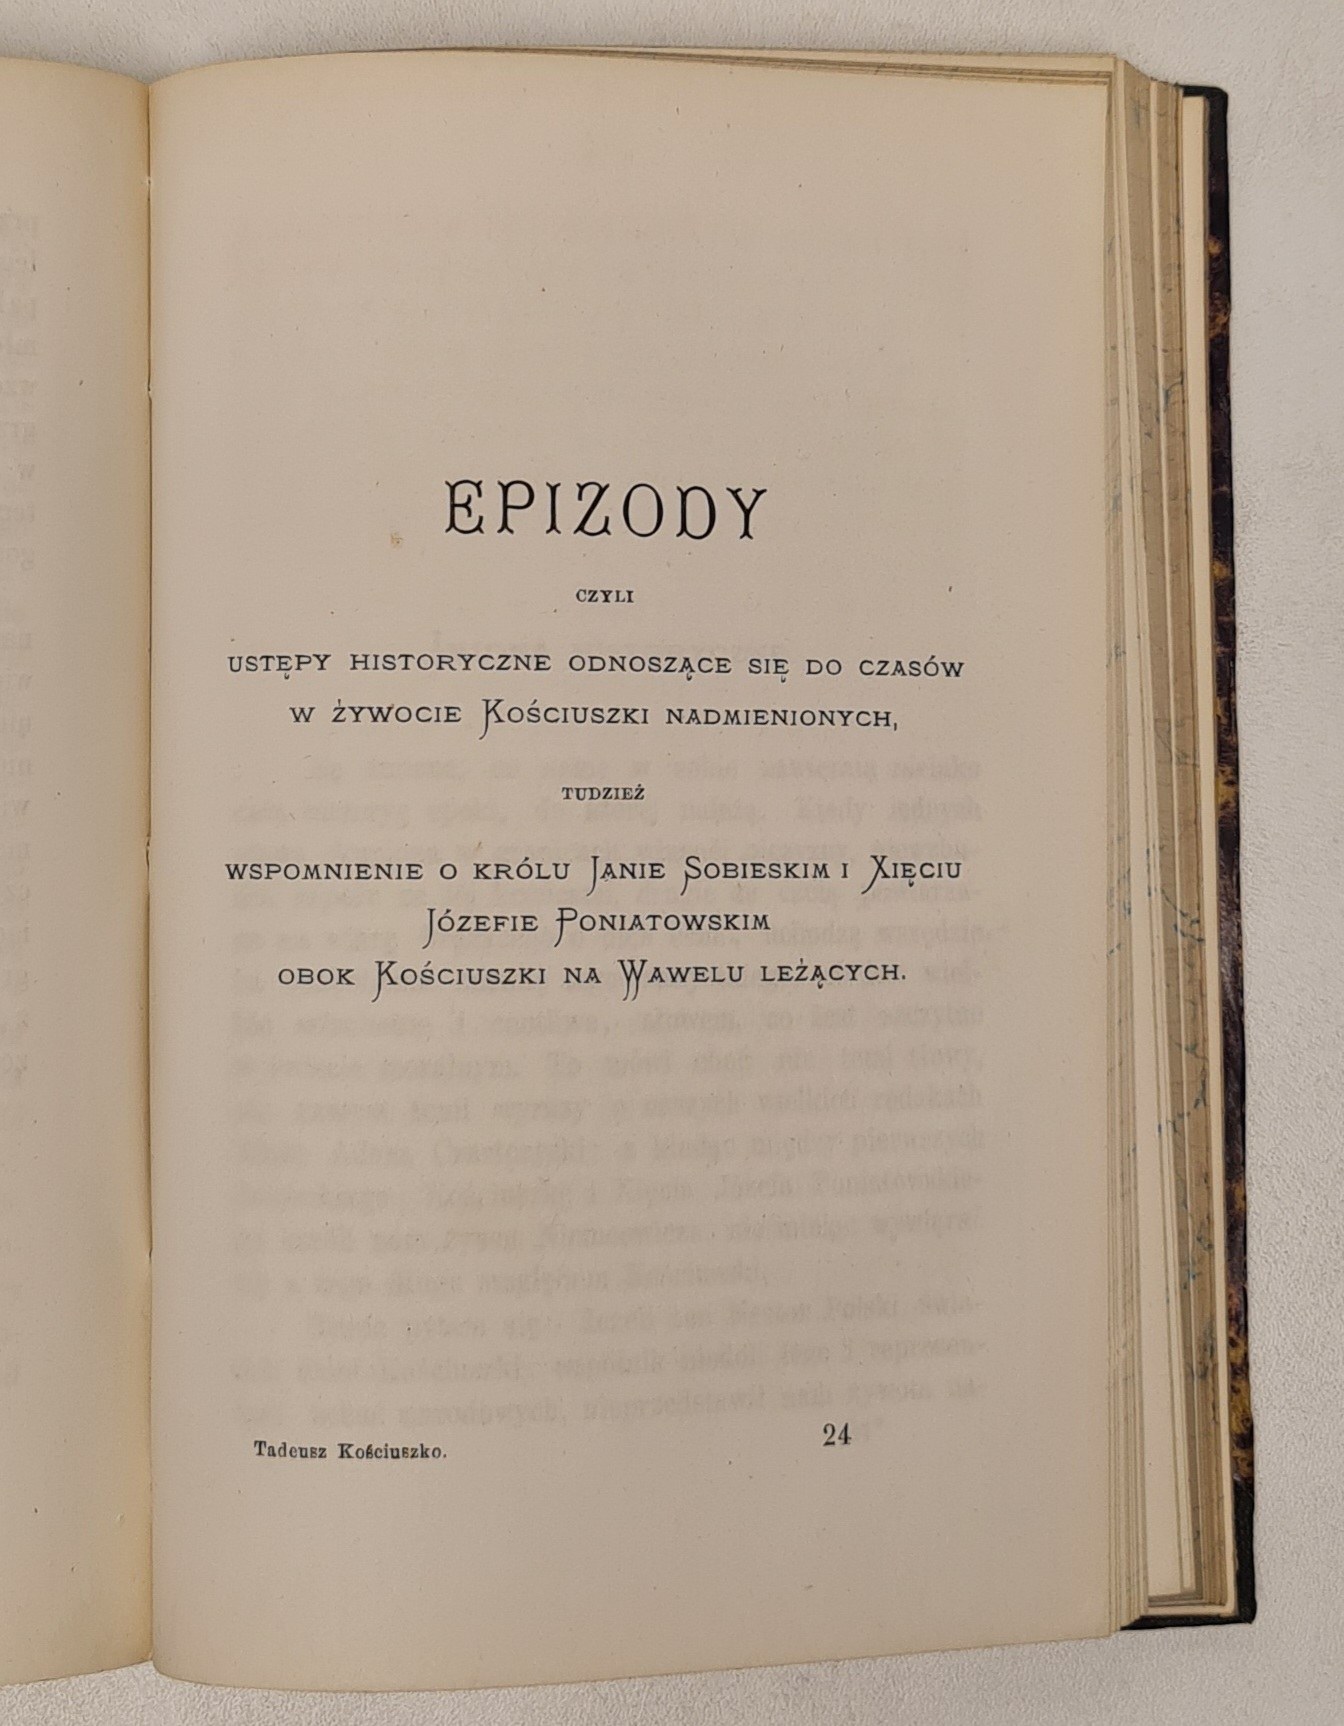 EPIZODY
CZYLI
USTĘPY HISTORYCZNE ODNOSZĄCE SIĘ DO CZASÓW
W ŻYWOCIE KOŚCIUSZKI NADMIENIONYCH,
TUDZIEŻ
WSPOMNIENIE O KRÓLU JANIE SOBIESKIM I XIĘCIU
JÓZEFIE PONIATOWSKIM
OBOK KOŚCIUSZKI NA WAWELU LEŻĄCYCH.
Tadeusz Kościuszko. 24